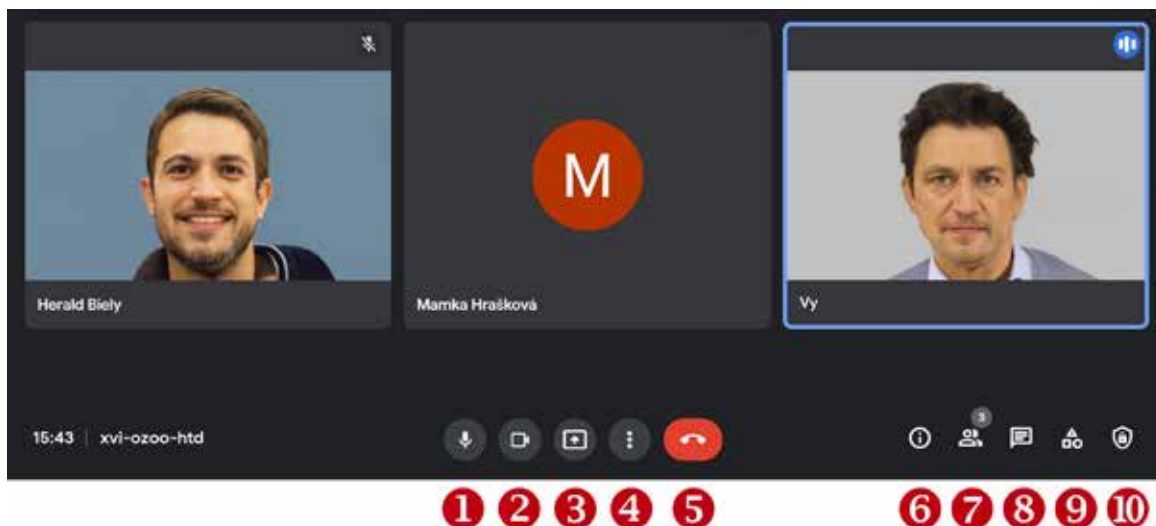 M
Herald Biely
Mamka Hrašková
Vy
15:43 | xvi-ozoo-htd
3
1 2 3 4 5 6 7 8 9 10